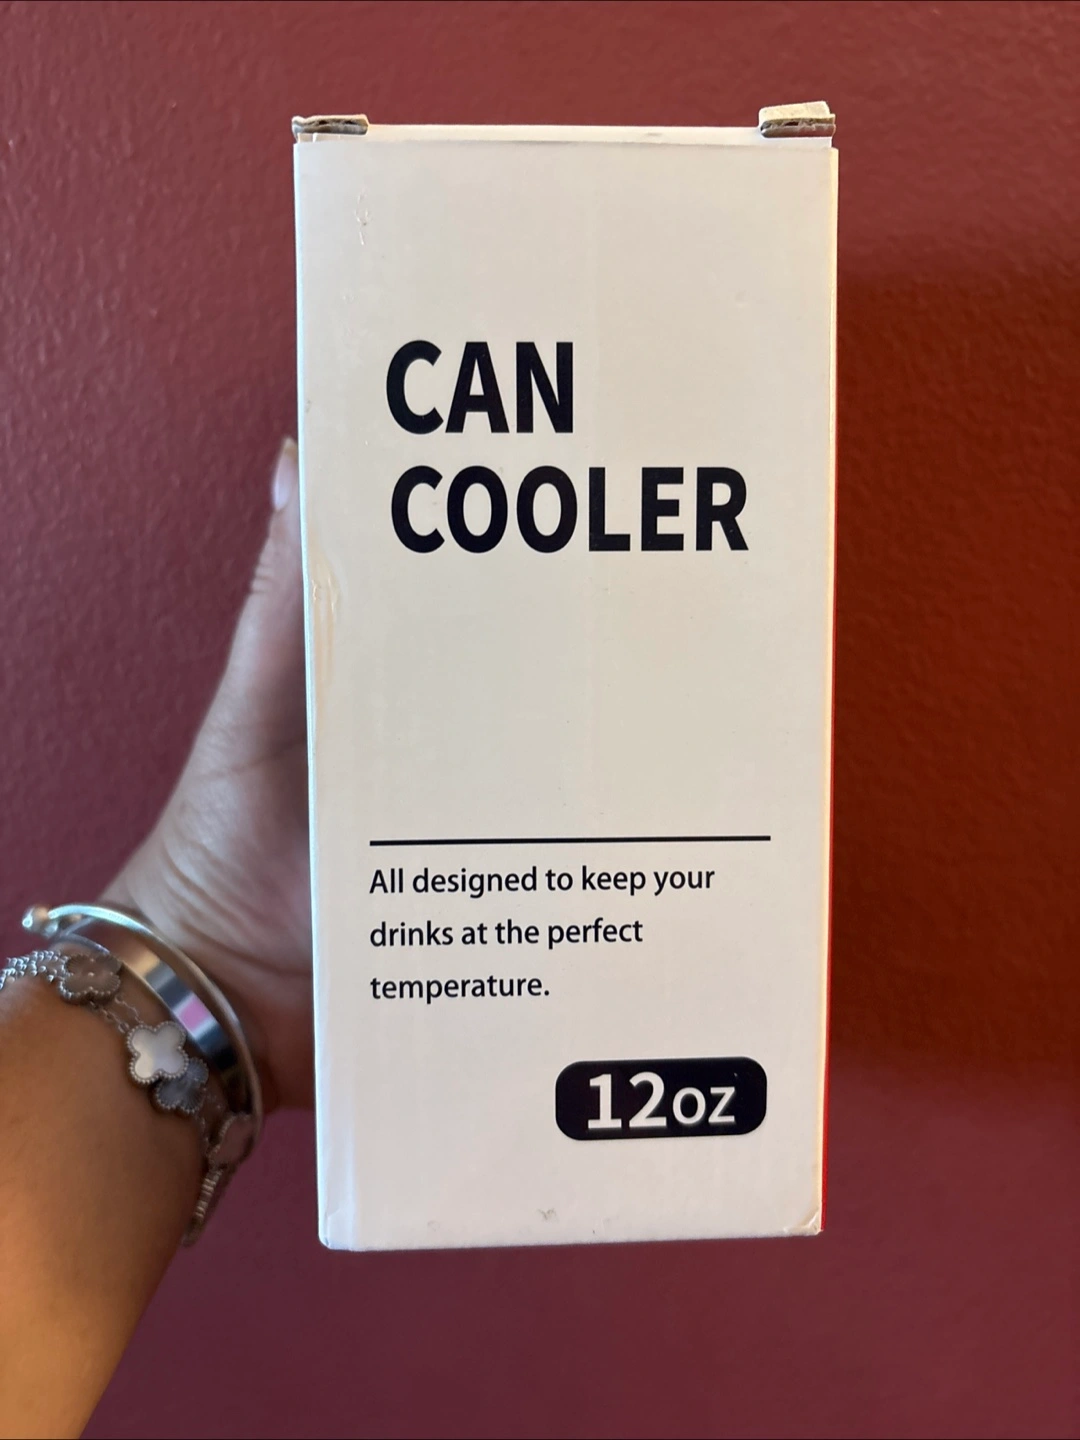 CAN
COOLER
All designed to keep your
drinks at the perfect
temperature.
12oz